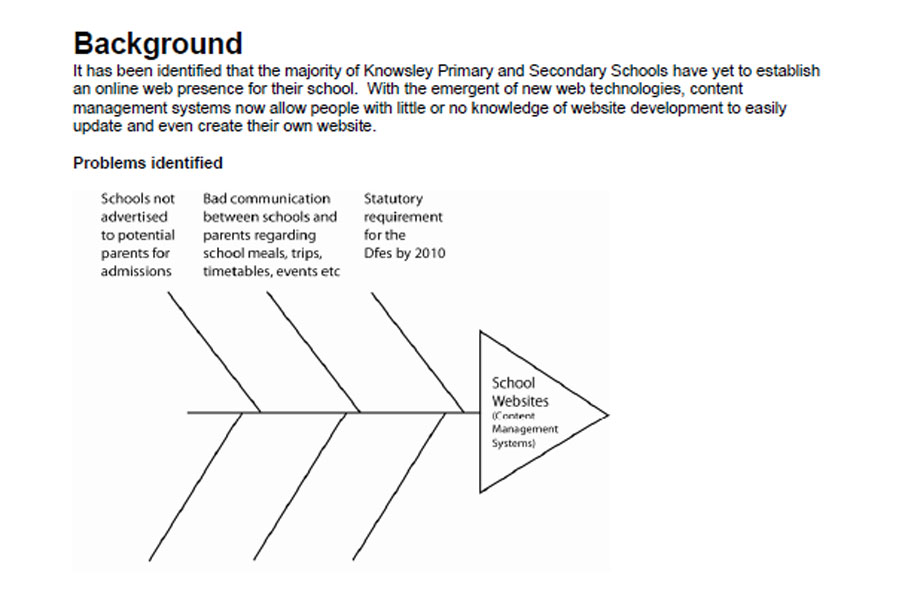 Background
It has been identified that the majority of Knowsley Primary and Secondary Schools have yet to establish
an online web presence for their school.  With the emergent of new web technologies, content
management systems now allow people with little or no knowledge of website development to easily
update and even create their own website.
Problems identified
Schools not
advertised
to potential
parents for
admissions
Bad communication
between schools and
parents regarding
school meals, trips,
timetables, events etc
Statutory
requirement
for the
Dfes by 2010
School
Websites
(Content
Management
Systems)